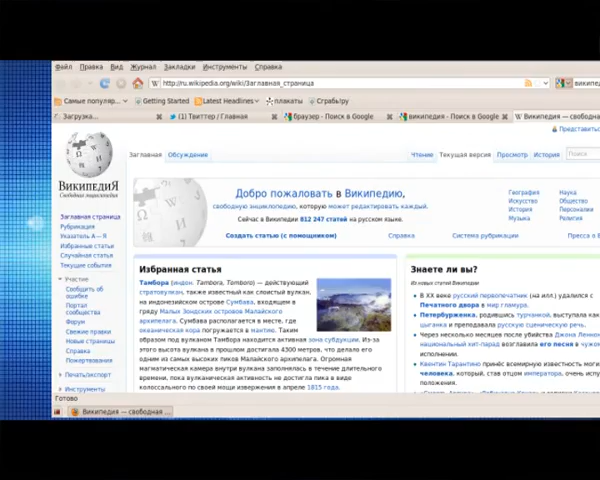 Файл Правка Вид Журнал Закладки Инструменты Справка
http://ru.wikipedia.org/wiki/Заглавная_страница
Самые популяр... Getting Started Latest Headlines плакаты Сграбь!ру
Загрузка... (1) Твиттер / Главная браузер - Поиск в Google википедия - Поиск в Google Википедия — свободна
Представить
ВикипедиЯ
Свободная энциклопедия
Заглавная Обсуждение Чтение Текущая версия Просмотр История Поиск
Добро пожаловать в Википедию,
свободную энциклопедию, которую может редактировать каждый.
Сейчас в Википедии 812 247 статей на русском языке.
География Наука
Искусство Общество
История Персоналии
Музыка Религия
Создать статью (с помощником) Справка Система рубрикации Пресса о В
Заглавная страница
Рубрикация
Указатель А — Я
Избранные статьи
Случайная статья
Текущие события
Участие
Сообщить об
ошибке
Портал
сообщества
Форум
Свежие правки
Новые страницы
Справка
Пожертвования
Печать/экспорт
Инструменты
Избранная статья
Тамбора (индон. Tambora, Tomboro) — действующий
стратовулкан, также известный как слоистый вулкан,
на индонезийском острове Сумбава, входящем в
гряду Малых Зондских островов Малайского
архипелага. Сумбава располагается в месте, где
океаническая кора погружается в мантию. Таким
образом под вулканом Тамбора находится активная зона субдукции. Из-за
этого высота вулкана в прошлом достигала 4300 метров, что делало его
одним из самых высоких пиков Малайского архипелага. Огромная
магматическая камера внутри вулкана заполнялась в течение длительного
времени, пока вулканическая активность не достигла пика в виде
колоссального по своей мощи извержения в апреле 1815 года.
Знаете ли вы?
Из новых статей Википедии
В XX веке русский первопечатник (на илл.) удалился с
Печатного двора в мир гламура.
Петербурженка, родившись турчанкой, выступала как
цыганка и преподавала русскую сценическую речь.
Через несколько месяцев после убийства Джона Ленно
национальный хит-парад возглавила его песня в чужо
исполнении.
Квентин Тарантино принёс всемирную известность моги
человека, который, став отцом императора, очень испу
положения.
Готово
Википедия — свободная ...